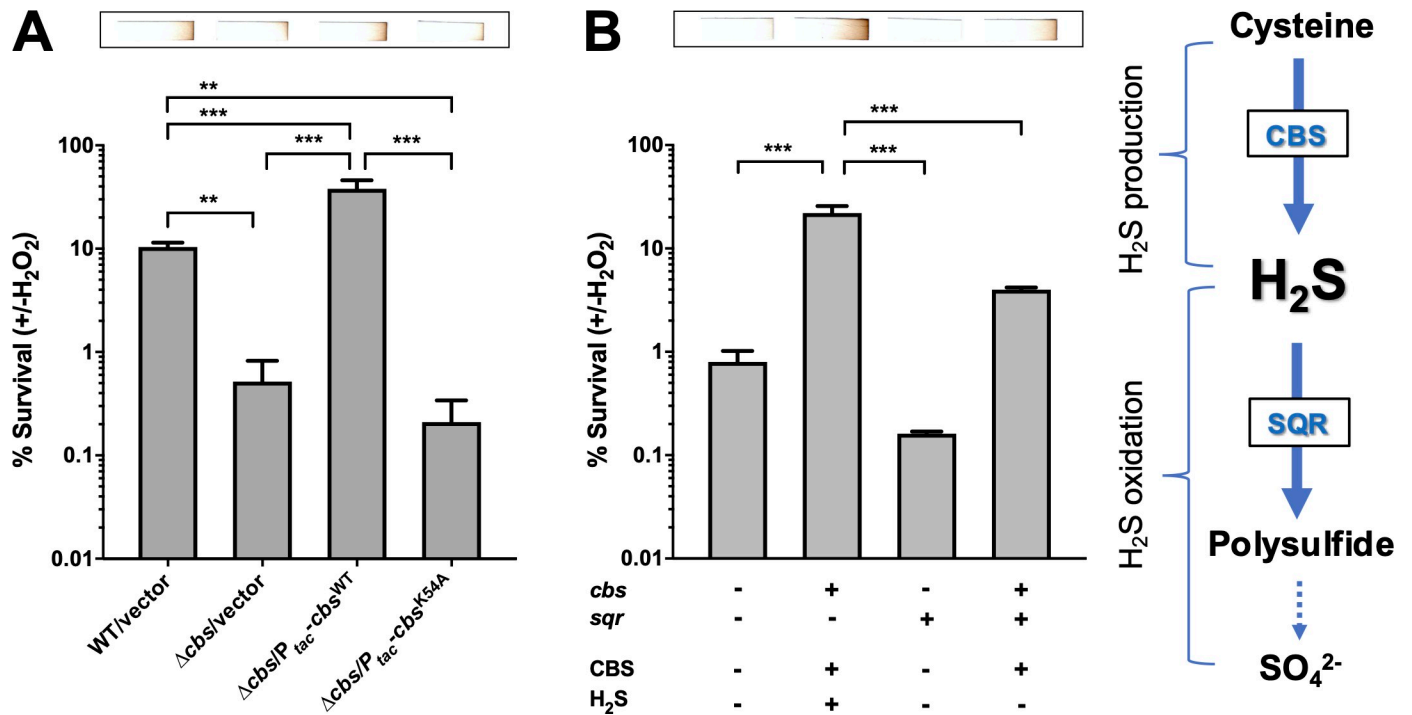 A
**
***
*** ***
**
100
10
1
0.1
0.01
% Survival (+/-H₂O₂)
WT/vector
Δcbs/vector
Δcbs/Ptac-cbsWT
Δcbs/Ptac-cbsK54A
B
***
*** ***
100
10
1
0.1
0.01
% Survival (+/-H₂O₂)
cbs - + - +
sqr - - + +
CBS - + - +
H₂S - + - -
H₂S production
H₂S oxidation
Cysteine
CBS
H₂S
SQR
Polysulfide
SO₄²⁻